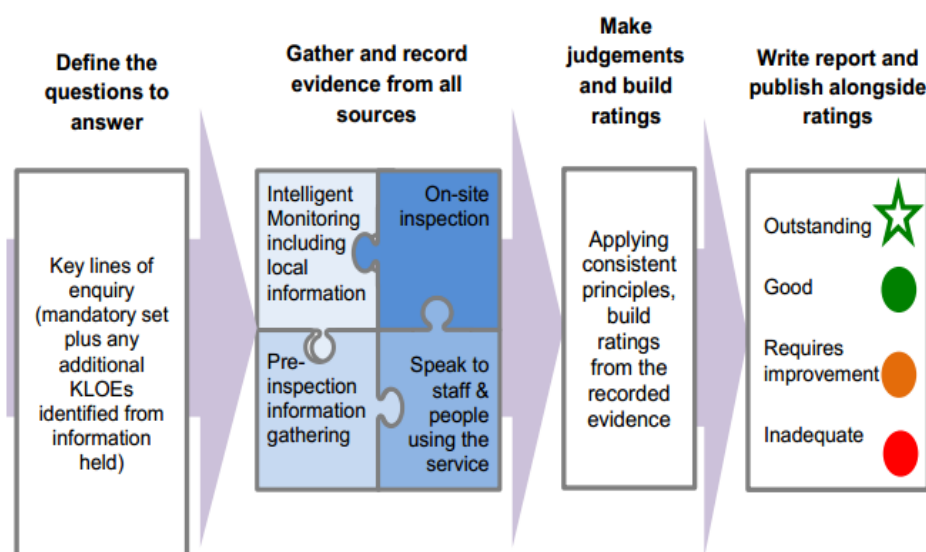 Define the
questions to
answer
Key lines of
enquiry
(mandatory set
plus any
additional
KLOEs
identified from
information
held)
Gather and record
evidence from all
sources
Intelligent
Monitoring
including
local
information
On-site
inspection
Pre-
inspection
information
gathering
Speak to
staff &
people
using the
service
Make
judgements
and build
ratings
Applying
consistent
principles,
build
ratings
from the
recorded
evidence
Write report and
publish alongside
ratings
Outstanding
Good
Requires
improvement
Inadequate